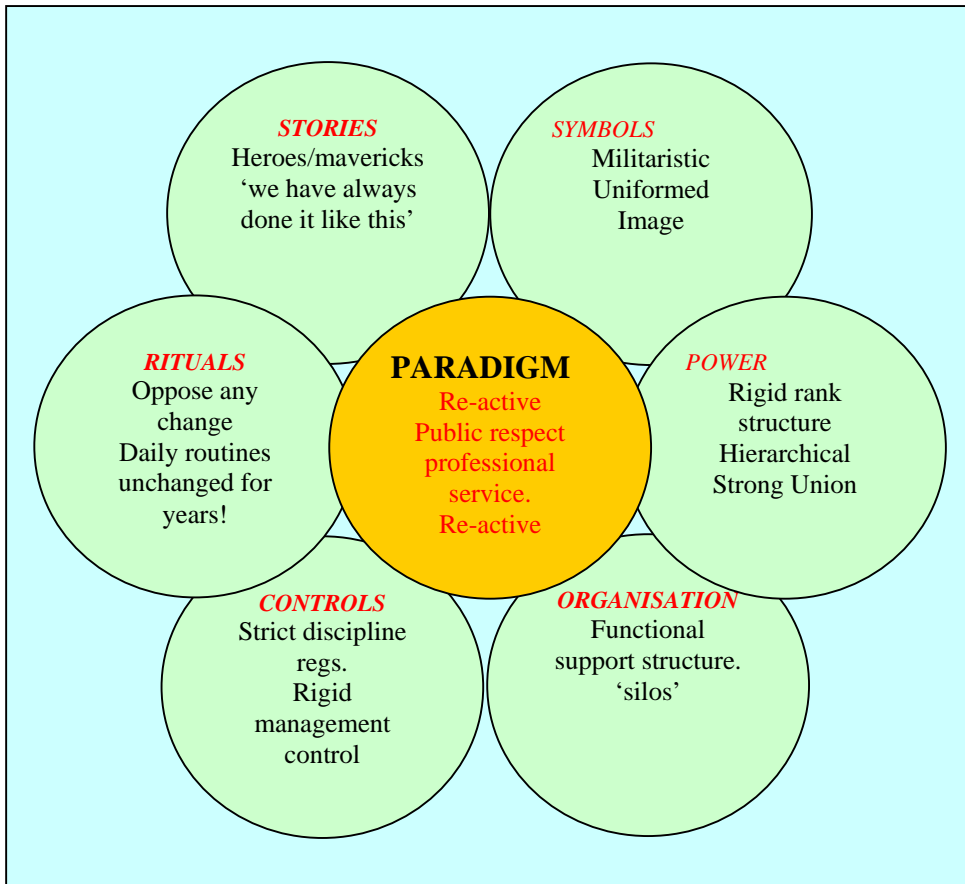 STORIES
Heroes/mavericks
‘we have always
done it like this’
SYMBOLS
Militaristic
Uniformed
Image
RITUALS
Oppose any
change
Daily routines
unchanged for
years!
PARADIGM
Re-active
Public respect
professional
service.
Re-active
POWER
Rigid rank
structure
Hierarchical
Strong Union
CONTROLS
Strict discipline
regs.
Rigid
management
control
ORGANISATION
Functional
support structure.
‘silos’